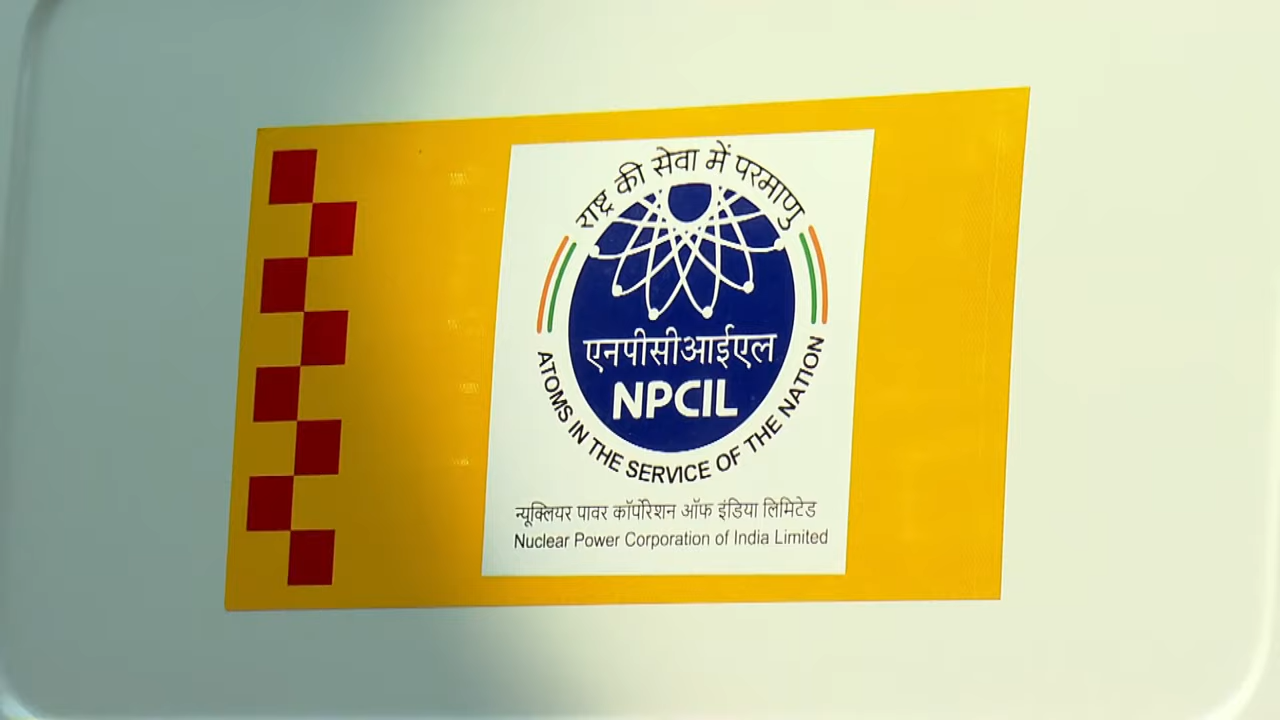 राष्ट्र की सेवा में परमाणु
एनपीसीआईएल
NPCIL
ATOMS IN THE SERVICE OF THE NATION
न्यूक्लियर पावर कॉर्पोरेशन ऑफ इंडिया लिमिटेड
Nuclear Power Corporation of India Limited